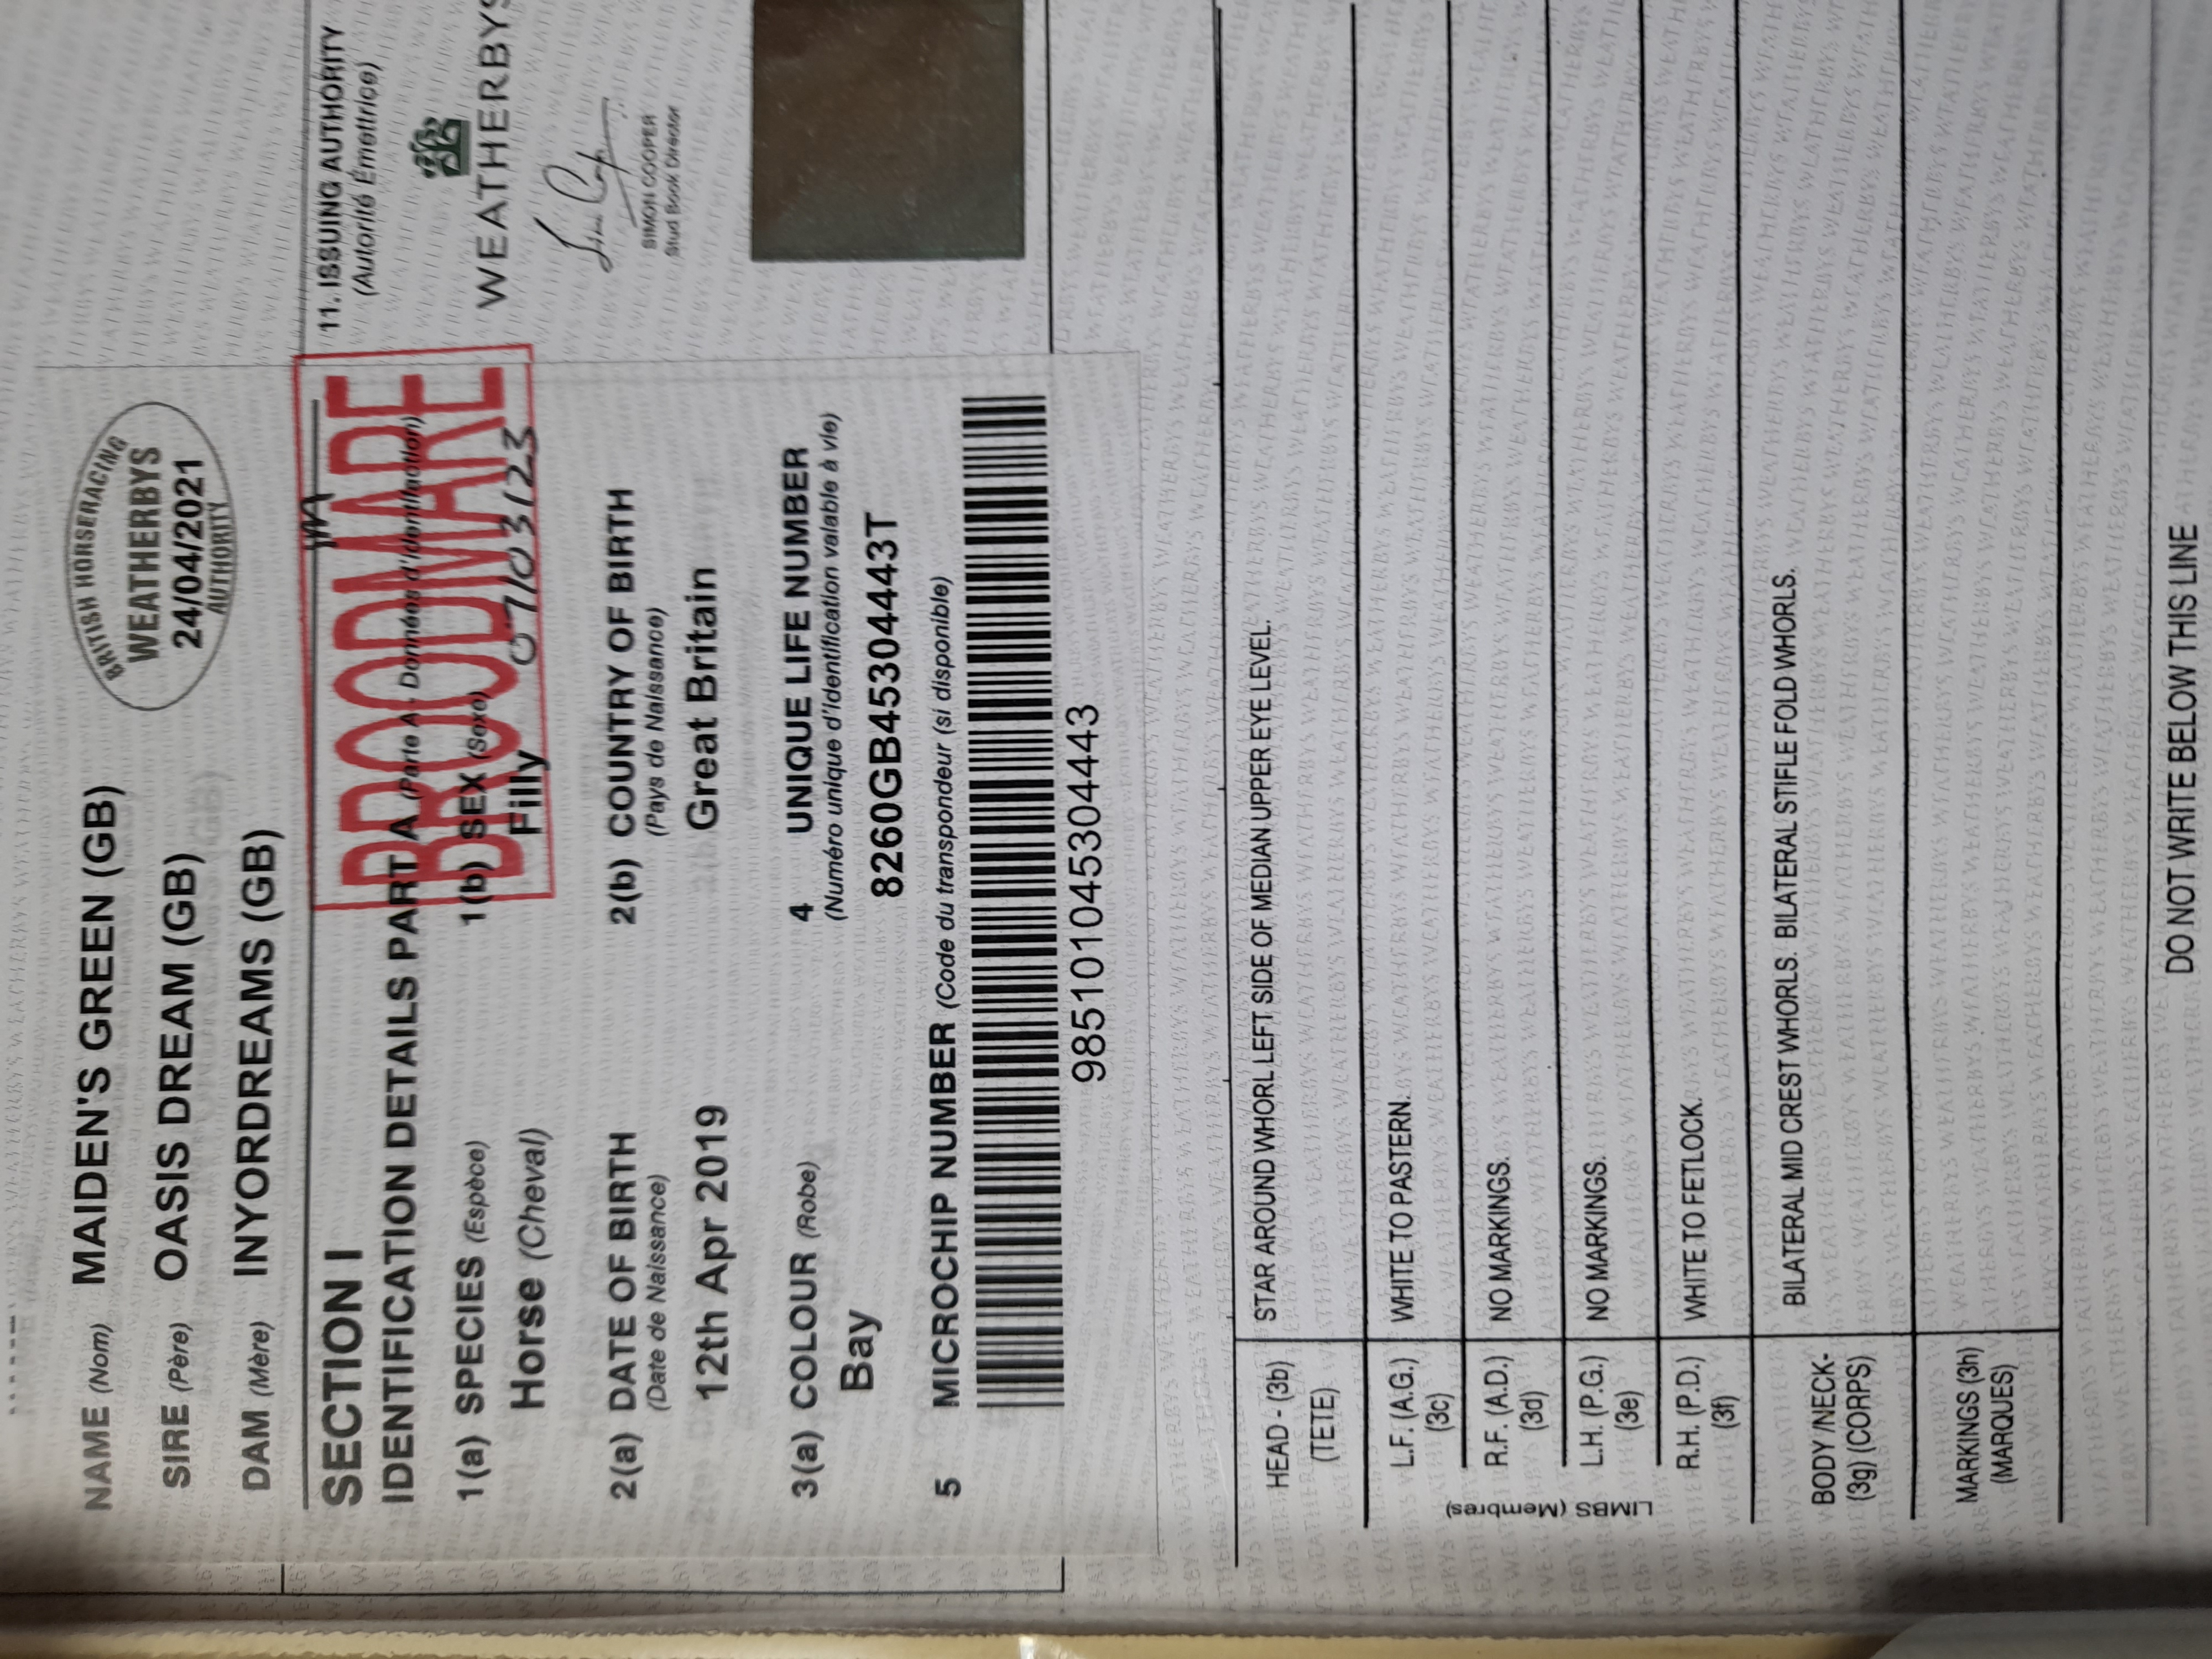 NAME (Nom) MAIDEN'S GREEN (GB)
SIRE (Père) OASIS DREAM (GB)
DAM (Mère) INYORDREAMS (GB)
BRITISH HORSERACING
WEATHERBYS
24/04/2021
AUTHORITY
SECTION I
IDENTIFICATION DETAILS PART A (Partie A - Données d'Identification)
BROODMARE
07/03/23
1(a) SPECIES (Espèce)
Horse (Cheval)
1(b) SEX (Sexe)
Filly
2(a) DATE OF BIRTH
(Date de Naissance)
12th Apr 2019
2(b) COUNTRY OF BIRTH
(Pays de Naissance)
Great Britain
3(a) COLOUR (Robe)
Bay
4 UNIQUE LIFE NUMBER
(Numéro unique d'identification valable à vie)
8260GB45304443T
5 MICROCHIP NUMBER (Code du transpondeur (si disponible)
985101045304443
11. ISSUING AUTHORITY
(Autorité Émettrice)
WEATHERBYS
SIMON COOPER
Stud Book Director
HEAD - (3b) STAR AROUND WHORL LEFT SIDE OF MEDIAN UPPER EYE LEVEL.
(TETE)
LIMBS (Membres)
L.F. (A.G.) WHITE TO PASTERN.
(3c)
R.F. (A.D.) NO MARKINGS.
(3d)
L.H. (P.G.) NO MARKINGS.
(3e)
R.H. (P.D.) WHITE TO FETLOCK.
(3f)
BODY /NECK- BILATERAL MID CREST WHORLS. BILATERAL STIFLE FOLD WHORLS.
(3g) (CORPS)
MARKINGS (3h)
(MARQUES)
DO NOT WRITE BELOW THIS LINE